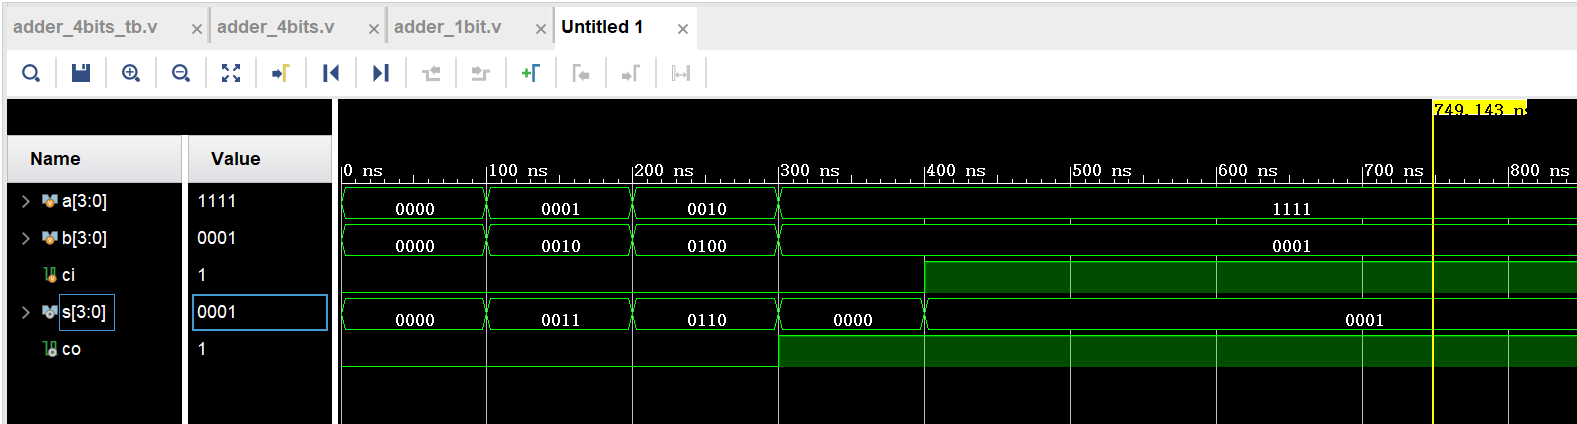 adder_4bits_tb.v × adder_4bits.v × adder_1bit.v × Untitled 1 ×
749.143 ns
Name Value
0 ns 100 ns 200 ns 300 ns 400 ns 500 ns 600 ns 700 ns 800 ns
a[3:0] 1111 0000 0001 0010 1111
b[3:0] 0001 0000 0010 0100 0001
ci 1
s[3:0] 0001 0000 0011 0110 0000 0001
co 1